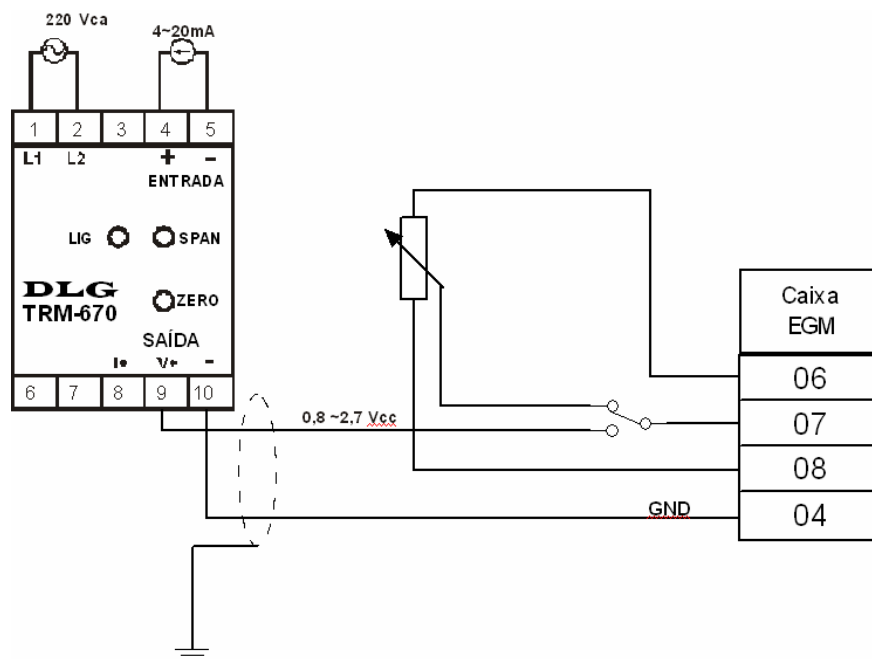 220 Vca
4~20mA
1 2 3 4 5
L1 L2 + -
ENTRADA
LIG SPAN
DLG
TRM-670
ZERO
SAÍDA
I+ V+ -
6 7 8 9 10
0,8 ~2,7 Vcc
GND
Caixa
EGM
06
07
08
04